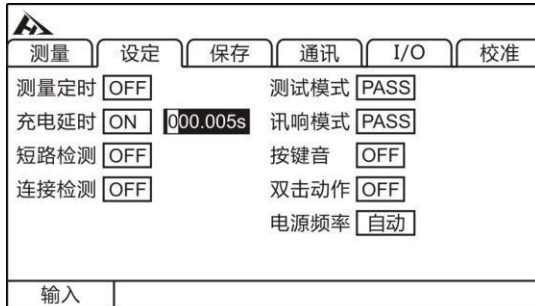 测量 设定 保存 通讯 I/O 校准
测量定时 OFF 测试模式 PASS
充电延时 ON 000.005s 讯响模式 PASS
短路检测 OFF 按键音 OFF
连接检测 OFF 双击动作 OFF
电源频率 自动
输入